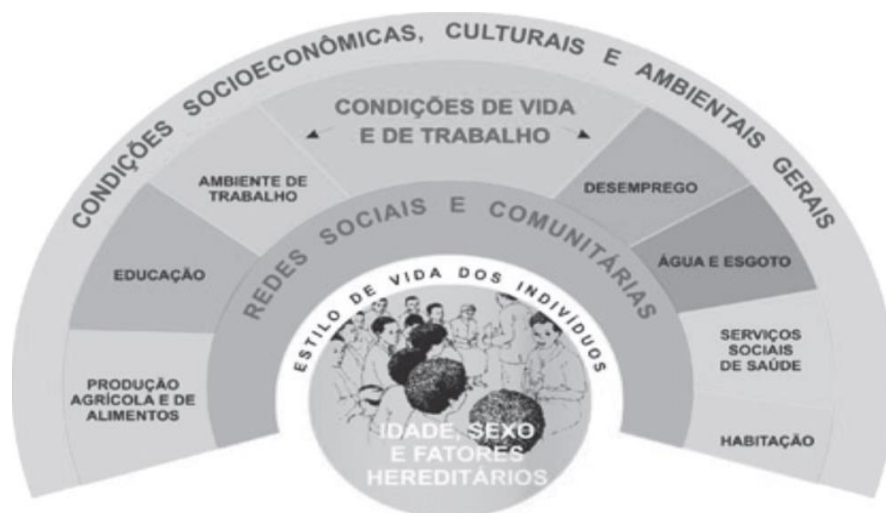 CONDIÇÕES SOCIOECONÔMICAS, CULTURAIS E AMBIENTAIS GERAIS
CONDIÇÕES DE VIDA
E DE TRABALHO
AMBIENTE DE
TRABALHO
DESEMPREGO
EDUCAÇÃO
ÁGUA E ESGOTO
PRODUÇÃO
AGRÍCOLA E DE
ALIMENTOS
SERVIÇOS
SOCIAIS
DE SAÚDE
HABITAÇÃO
REDES SOCIAIS E COMUNITÁRIAS
ESTILO DE VIDA DOS INDIVÍDUOS
IDADE, SEXO
E FATORES
HEREDITÁRIOS